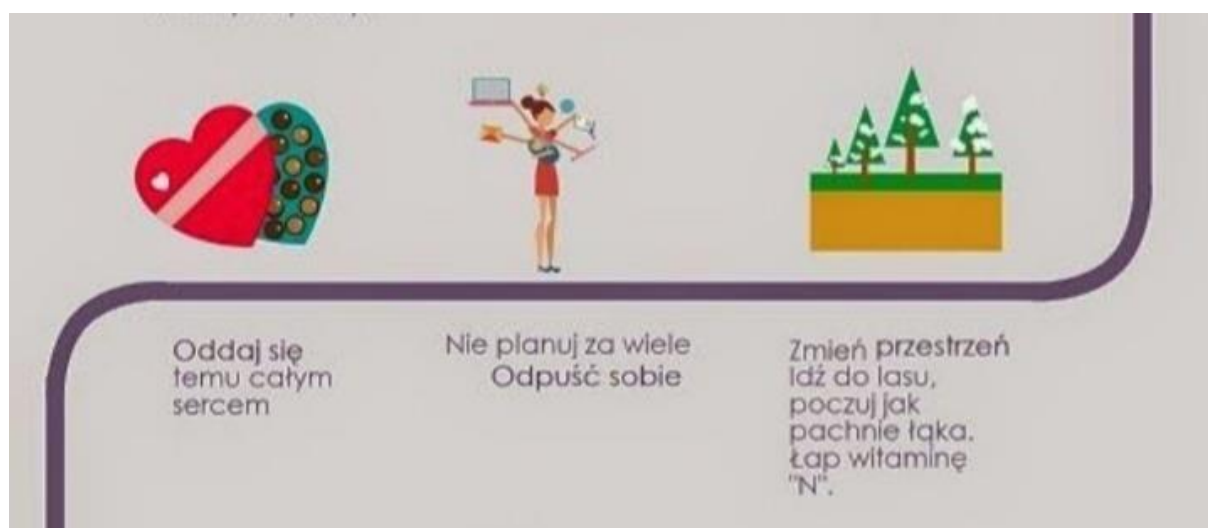 Oddaj się
temu całym
sercem
Nie planuj za wiele
Odpuść sobie
Zmień przestrzeń
Idź do lasu,
poczuj jak
pachnie łąka.
Łap witaminę
"N".